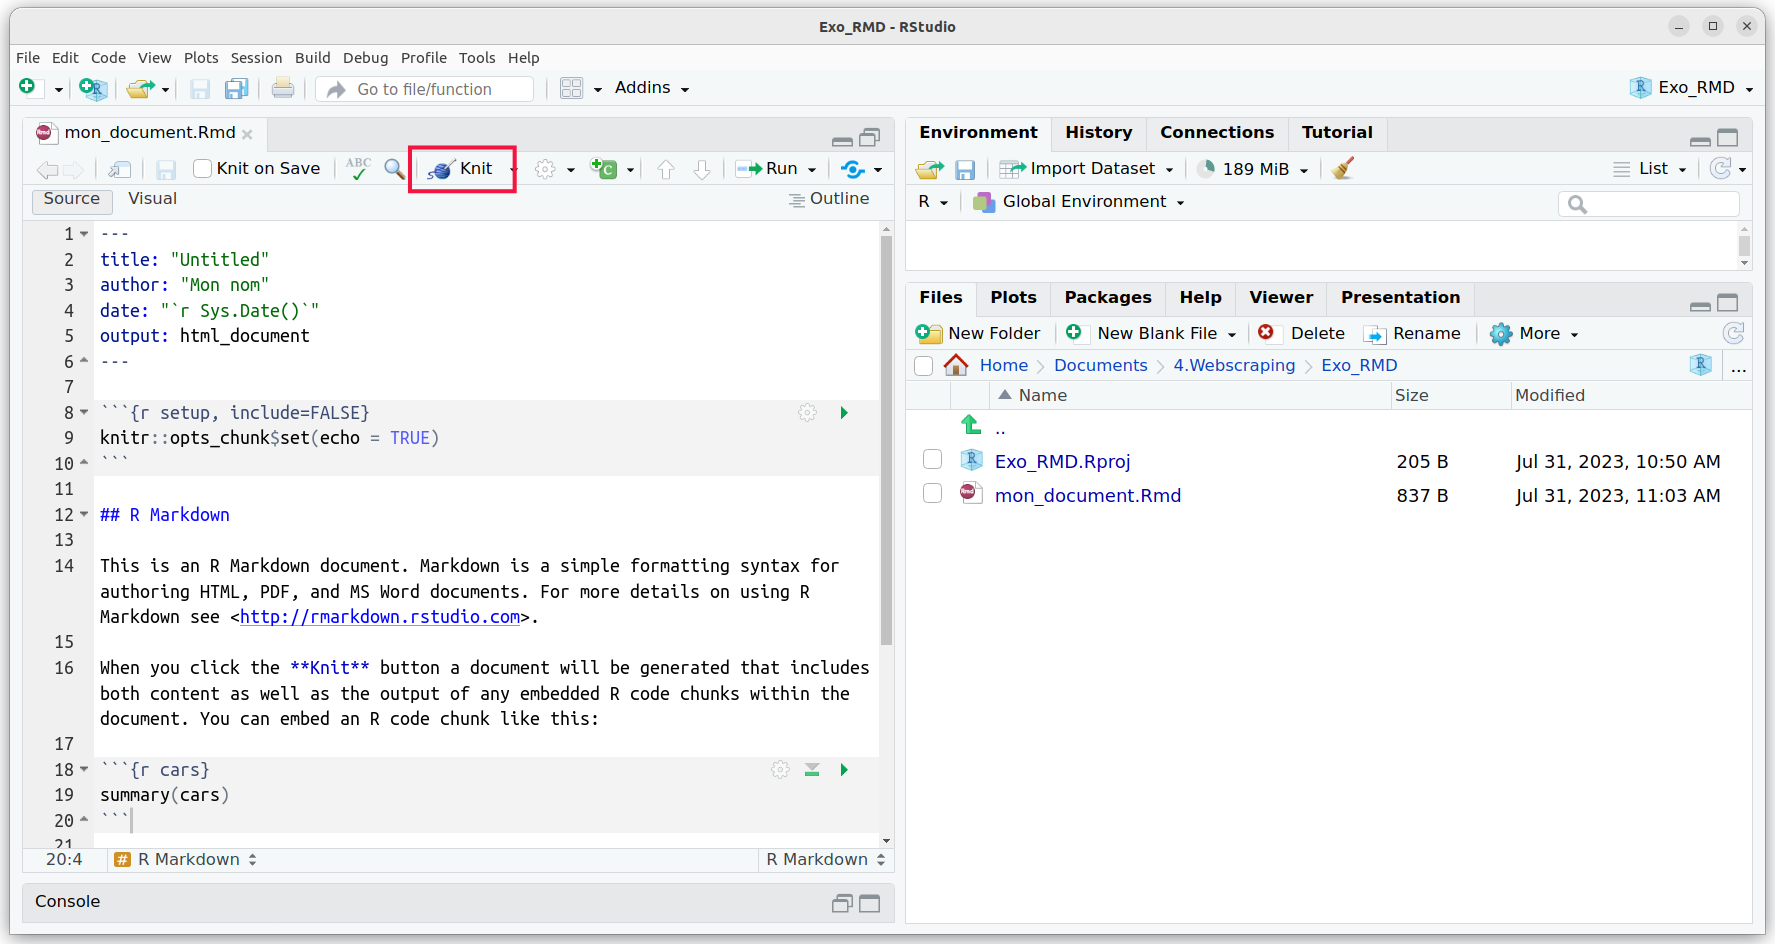 Exo_RMD - RStudio
File Edit Code View Plots Session Build Debug Profile Tools Help
Go to file/function Addins Exo_RMD
mon_document.Rmd
Knit on Save ABC Knit Run
Source Visual Outline
1 ---
2 title: "Untitled"
3 author: "Mon nom"
4 date: "`r Sys.Date()`"
5 output: html_document
6 ---
7
8 ```{r setup, include=FALSE}
9 knitr::opts_chunk$set(echo = TRUE)
10 ```
11
12 ## R Markdown
13
14 This is an R Markdown document. Markdown is a simple formatting syntax for
authoring HTML, PDF, and MS Word documents. For more details on using R
Markdown see <http://rmarkdown.rstudio.com>.
15
16 When you click the **Knit** button a document will be generated that includes
both content as well as the output of any embedded R code chunks within the
document. You can embed an R code chunk like this:
17
18 ```{r cars}
19 summary(cars)
20 ```
21
20:4 # R Markdown R Markdown
Console
Environment History Connections Tutorial
Import Dataset 189 MiB List
R Global Environment
Files Plots Packages Help Viewer Presentation
New Folder New Blank File Delete Rename More
Home Documents 4.Webscraping Exo_RMD R ...
Name Size Modified
..
R Exo_RMD.Rproj 205 B Jul 31, 2023, 10:50 AM
Rmd mon_document.Rmd 837 B Jul 31, 2023, 11:03 AM